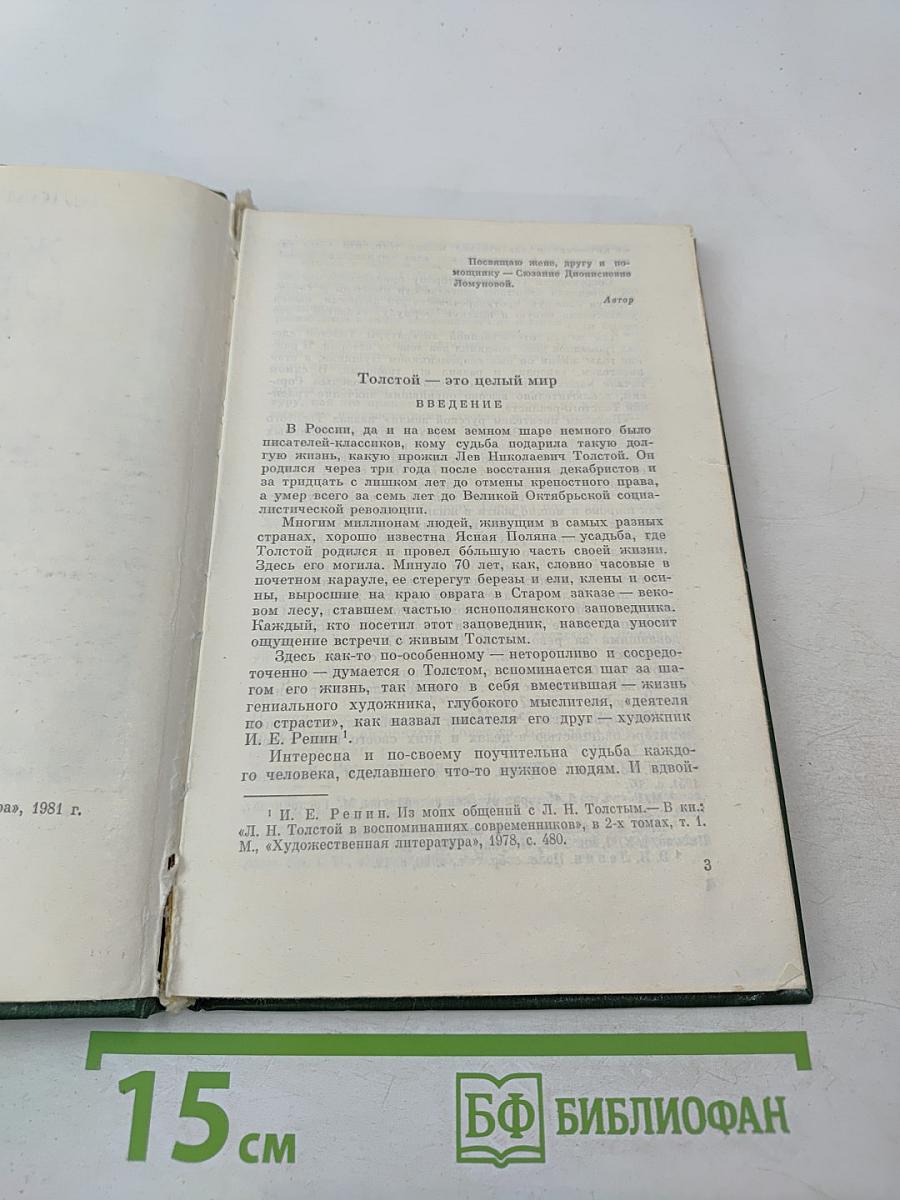 Посвящаю жене, другу и по-
мощнику — Сюзанне Дионисиевне
Ломуновой.
Автор
Толстой — это целый мир
ВВЕДЕНИЕ
В России, да и на всем земном шаре немного было
писателей-классиков, кому судьба подарила такую дол-
гую жизнь, какую прожил Лев Николаевич Толстой. Он
родился через три года после восстания декабристов и
за тридцать с лишком лет до отмены крепостного права,
а умер всего за семь лет до Великой Октябрьской социа-
листической революции.
Многим миллионам людей, живущим в самых разных
странах, хорошо известна Ясная Поляна — усадьба, где
Толстой родился и провел бо́льшую часть своей жизни.
Здесь его могила. Минуло 70 лет, как, словно часовые в
почетном карауле, ее стерегут березы и ели, клены и оси-
ны, выросшие на краю оврага в Старом заказе — веко-
вом лесу, ставшем частью яснополянского заповедника.
Каждый, кто посетил этот заповедник, навсегда уносит
ощущение встречи с живым Толстым.
Здесь как-то по-особенному — неторопливо и сосредо-
точенно — думается о Толстом, вспоминается шаг за ша-
гом его жизнь, так много в себя вместившая — жизнь
гениального художника, глубокого мыслителя, «деятеля
по страсти», как назвал писателя его друг — художник
И. Е. Репин ¹.
Интересна и по-своему поучительна судьба каждо-
го человека, сделавшего что-то нужное людям. И вдвой-
¹ И. Е. Репин. Из моих общений с Л. Н. Толстым.— В кн.:
«Л. Н. Толстой в воспоминаниях современников», в 2-х томах, т. 1.
М., «Художественная литература», 1978, с. 480.
3
ра», 1981 г.
15 см
БФ БИБЛИОФАН